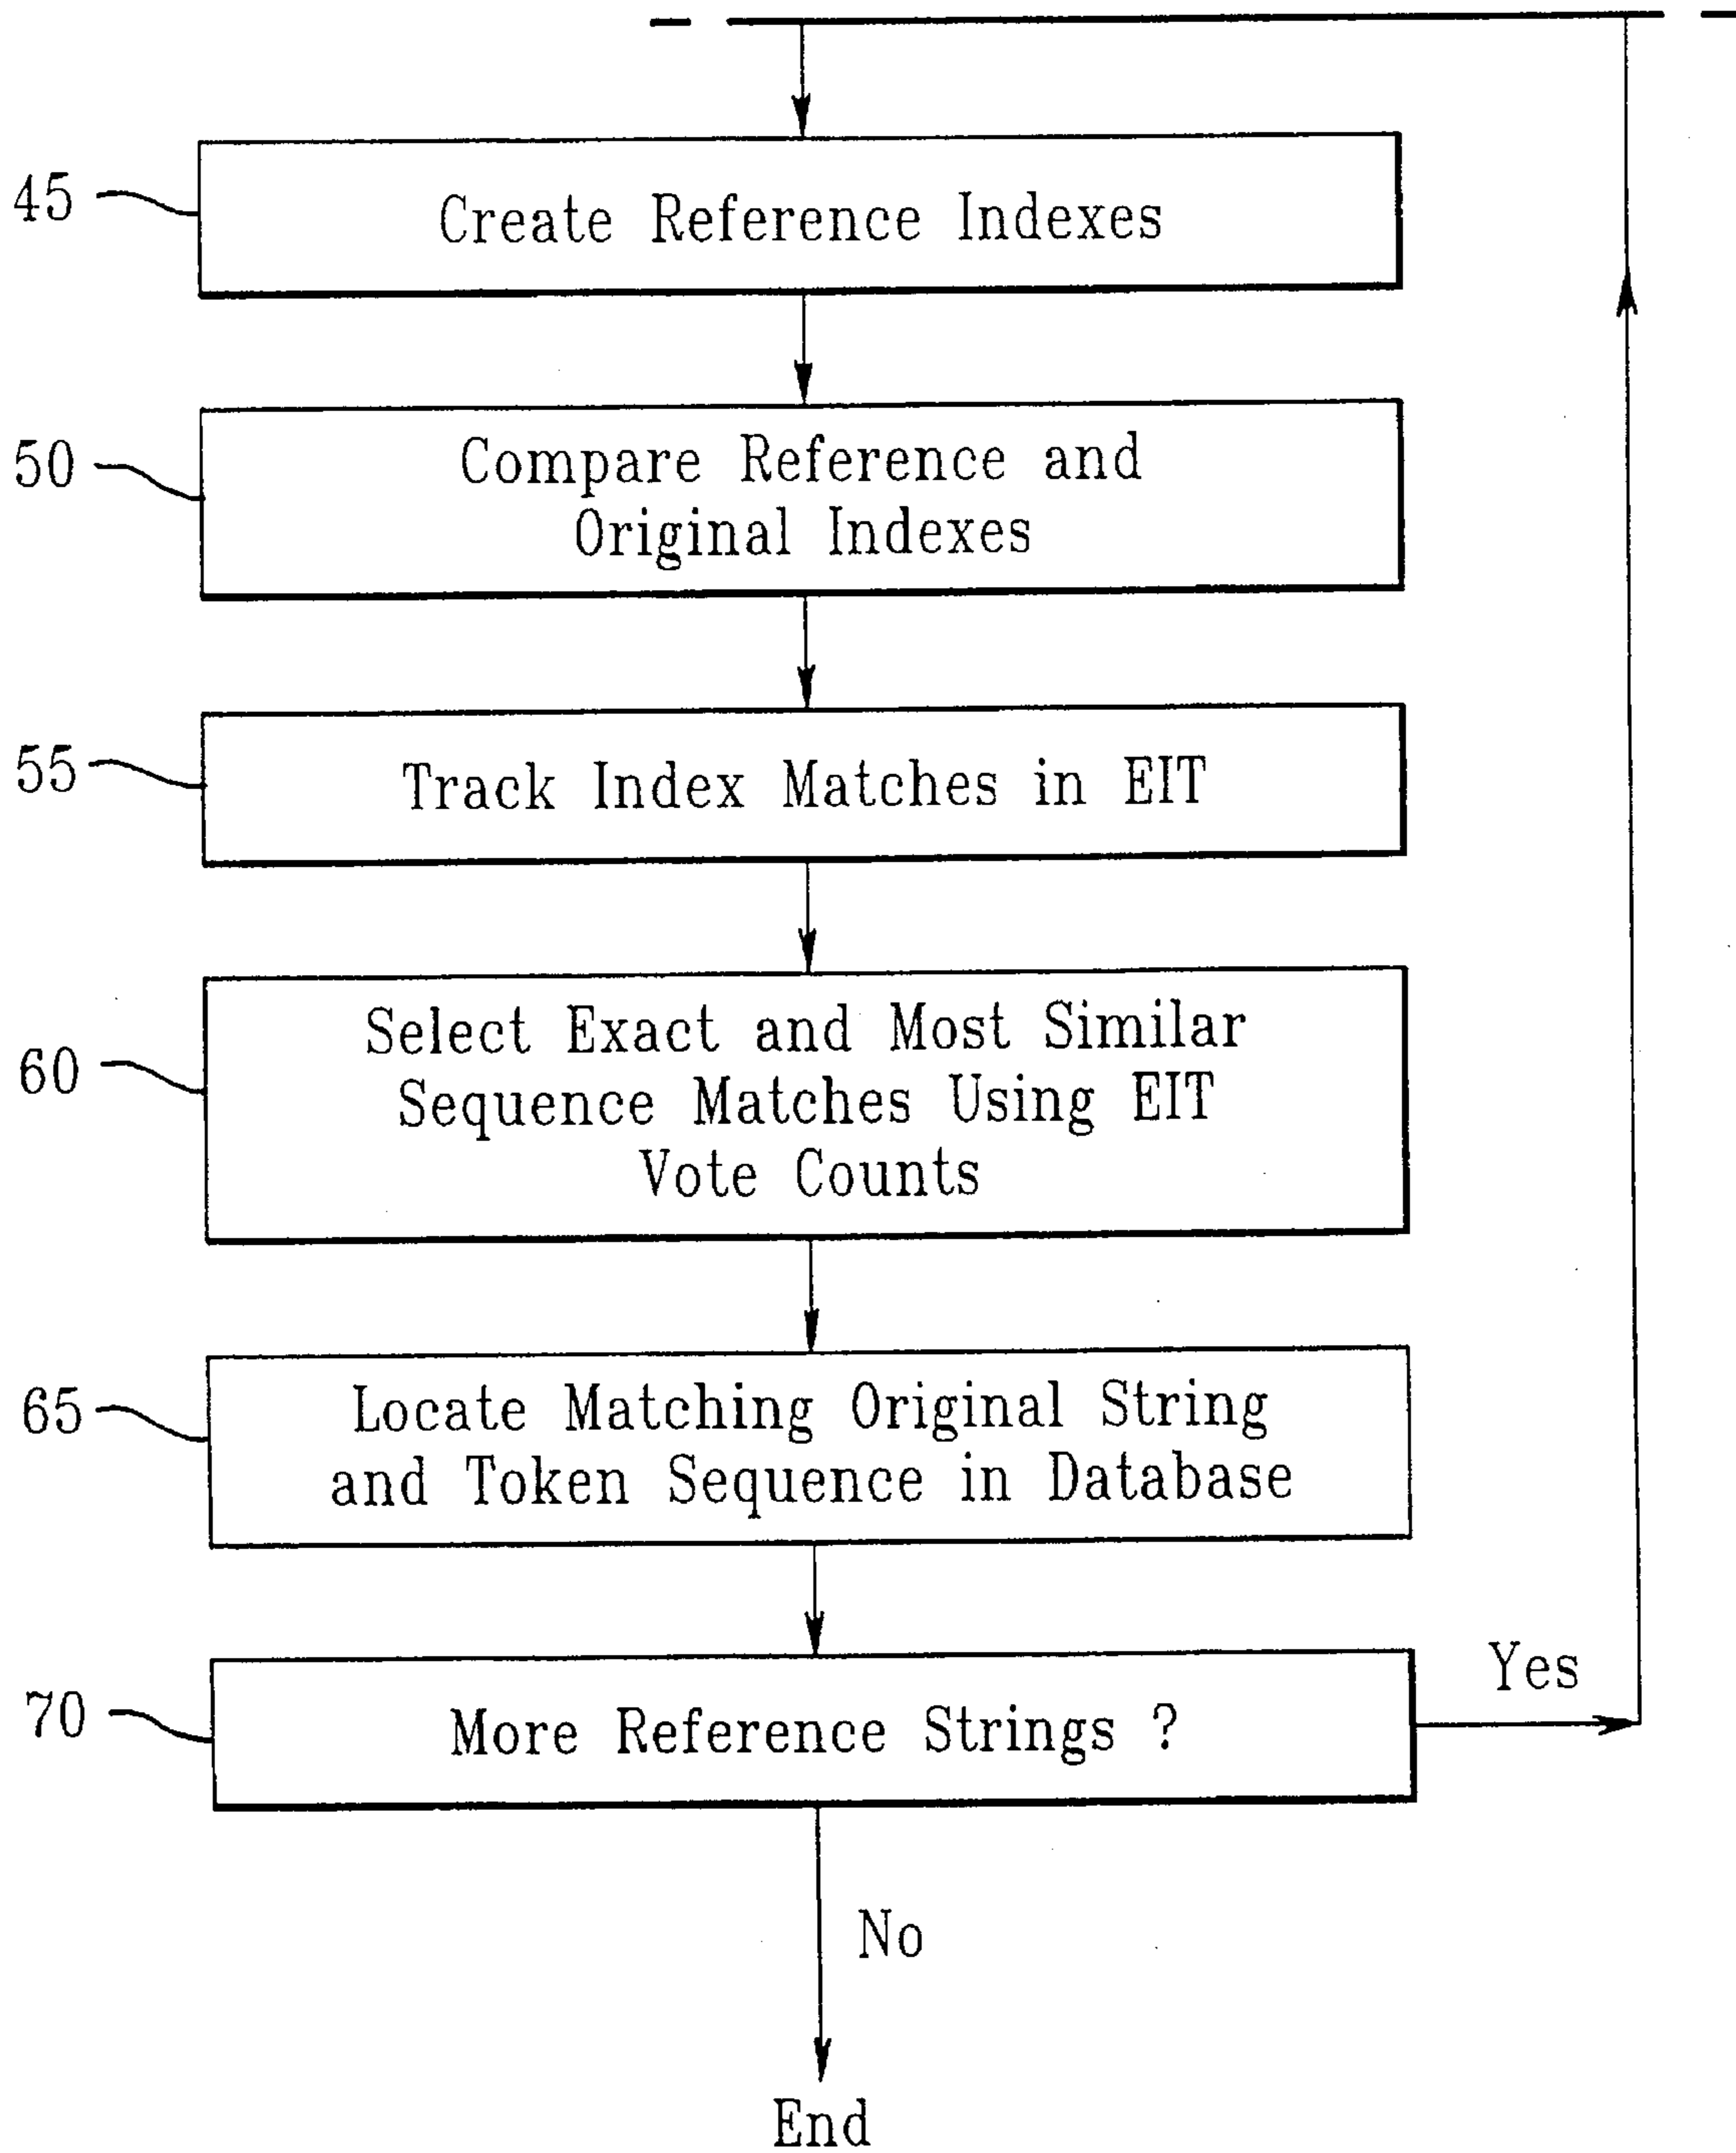 45
Create Reference Indexes
50
Compare Reference and
Original Indexes
55
Track Index Matches in EIT
60
Select Exact and Most Similar
Sequence Matches Using EIT
Vote Counts
65
Locate Matching Original String
and Token Sequence in Database
70
More Reference Strings ?
Yes
No
End